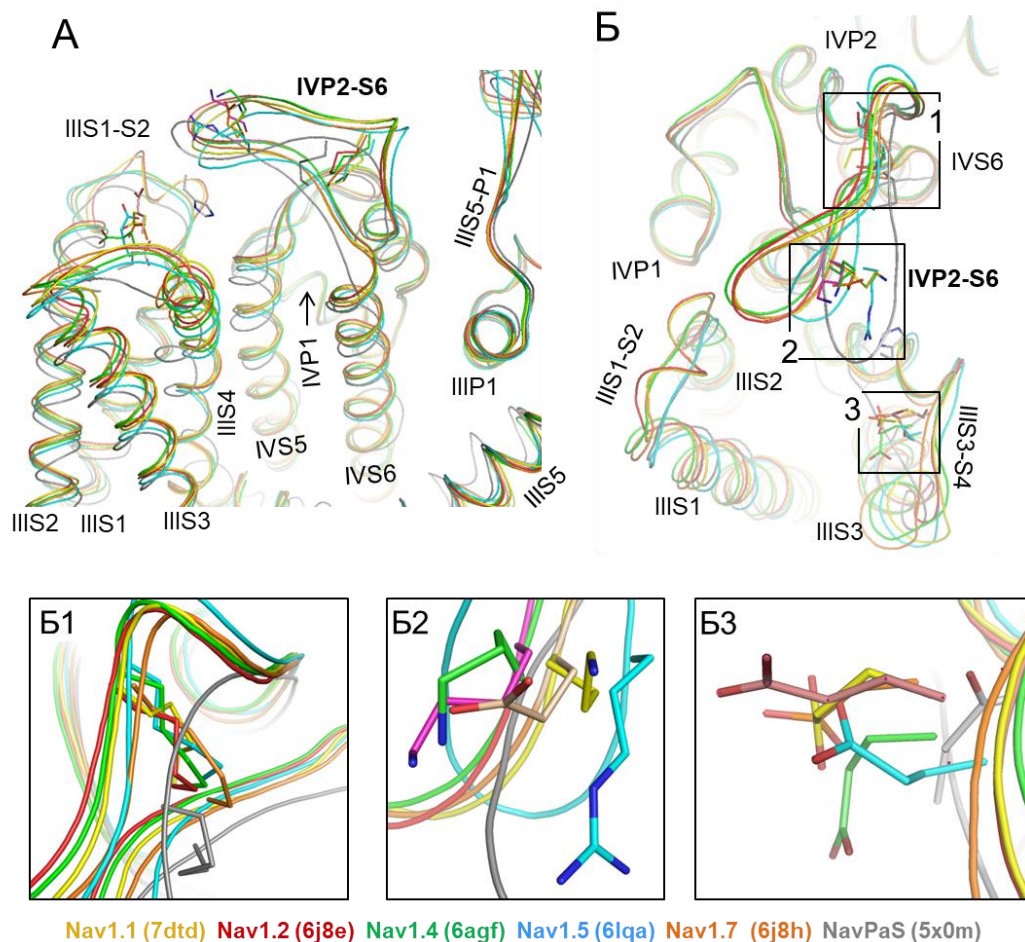 А
IIIS1-S2
IVP2-S6
IIIS4
IVP1
IVS5
IVS6
IIIS2
IIIS1
IIIS3
IIIS5-P1
IIIP1
IIIS5
Б
IVP2
1
IVS6
IVP1
IVP2-S6
2
IIIS1-S2
IIIS2
3
IIIS3-S4
IIIS1
IIIS3
Б1
Б2
Б3
Nav1.1 (7dtd) Nav1.2 (6j8e) Nav1.4 (6agf) Nav1.5 (6lqa) Nav1.7 (6j8h) NavPaS (5x0m)